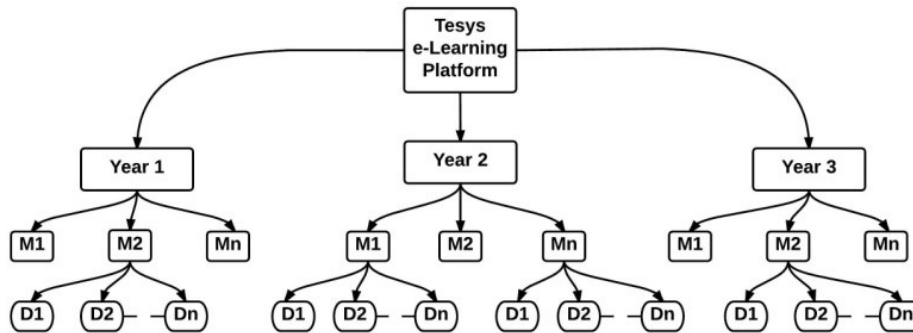 Tesys
e-Learning
Platform
Year 1
Year 2
Year 3
M1
M2
Mn
M1
M2
Mn
M1
M2
Mn
D1
D2
Dn
D1
D2
Dn
D1
D2
Dn
D1
D2
Dn